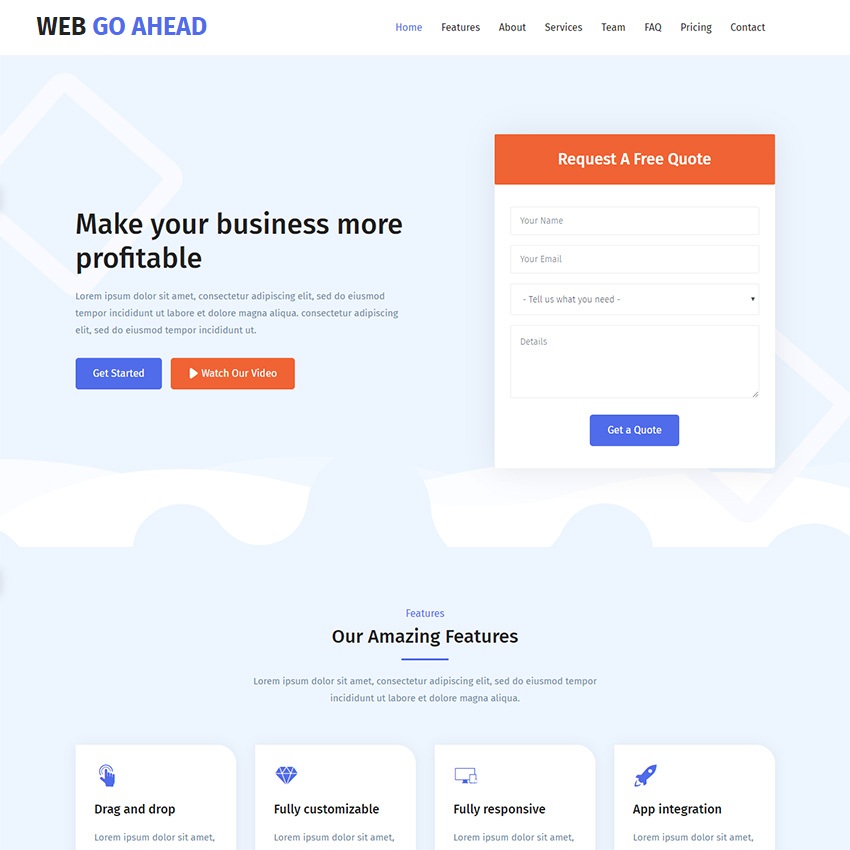 WEB GO AHEAD
Home Features About Services Team FAQ Pricing Contact
Make your business more
profitable
Lorem ipsum dolor sit amet, consectetur adipiscing elit, sed do eiusmod
tempor incididunt ut labore et dolore magna aliqua. consectetur adipiscing
elit, sed do eiusmod tempor incididunt ut.
Get Started
Watch Our Video
Request A Free Quote
Your Name
Your Email
- Tell us what you need -
Details
Get a Quote
Features
Our Amazing Features
Lorem ipsum dolor sit amet, consectetur adipiscing elit, sed do eiusmod tempor
incididunt ut labore et dolore magna aliqua.
Drag and drop
Lorem ipsum dolor sit amet,
Fully customizable
Lorem ipsum dolor sit amet,
Fully responsive
Lorem ipsum dolor sit amet,
App integration
Lorem ipsum dolor sit amet,